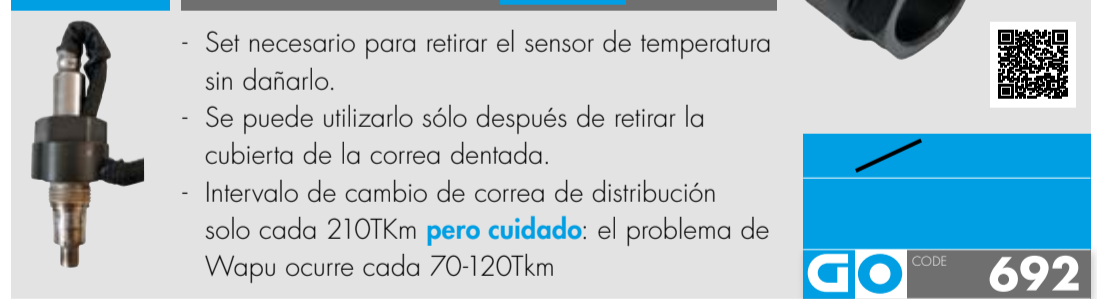 - Set necesario para retirar el sensor de temperatura
sin dañarlo.
- Se puede utilizarlo sólo después de retirar la
cubierta de la correa dentada.
- Intervalo de cambio de correa de distribución
solo cada 210TKm pero cuidado: el problema de
Wapu ocurre cada 70-120Tkm
GO CODE 692